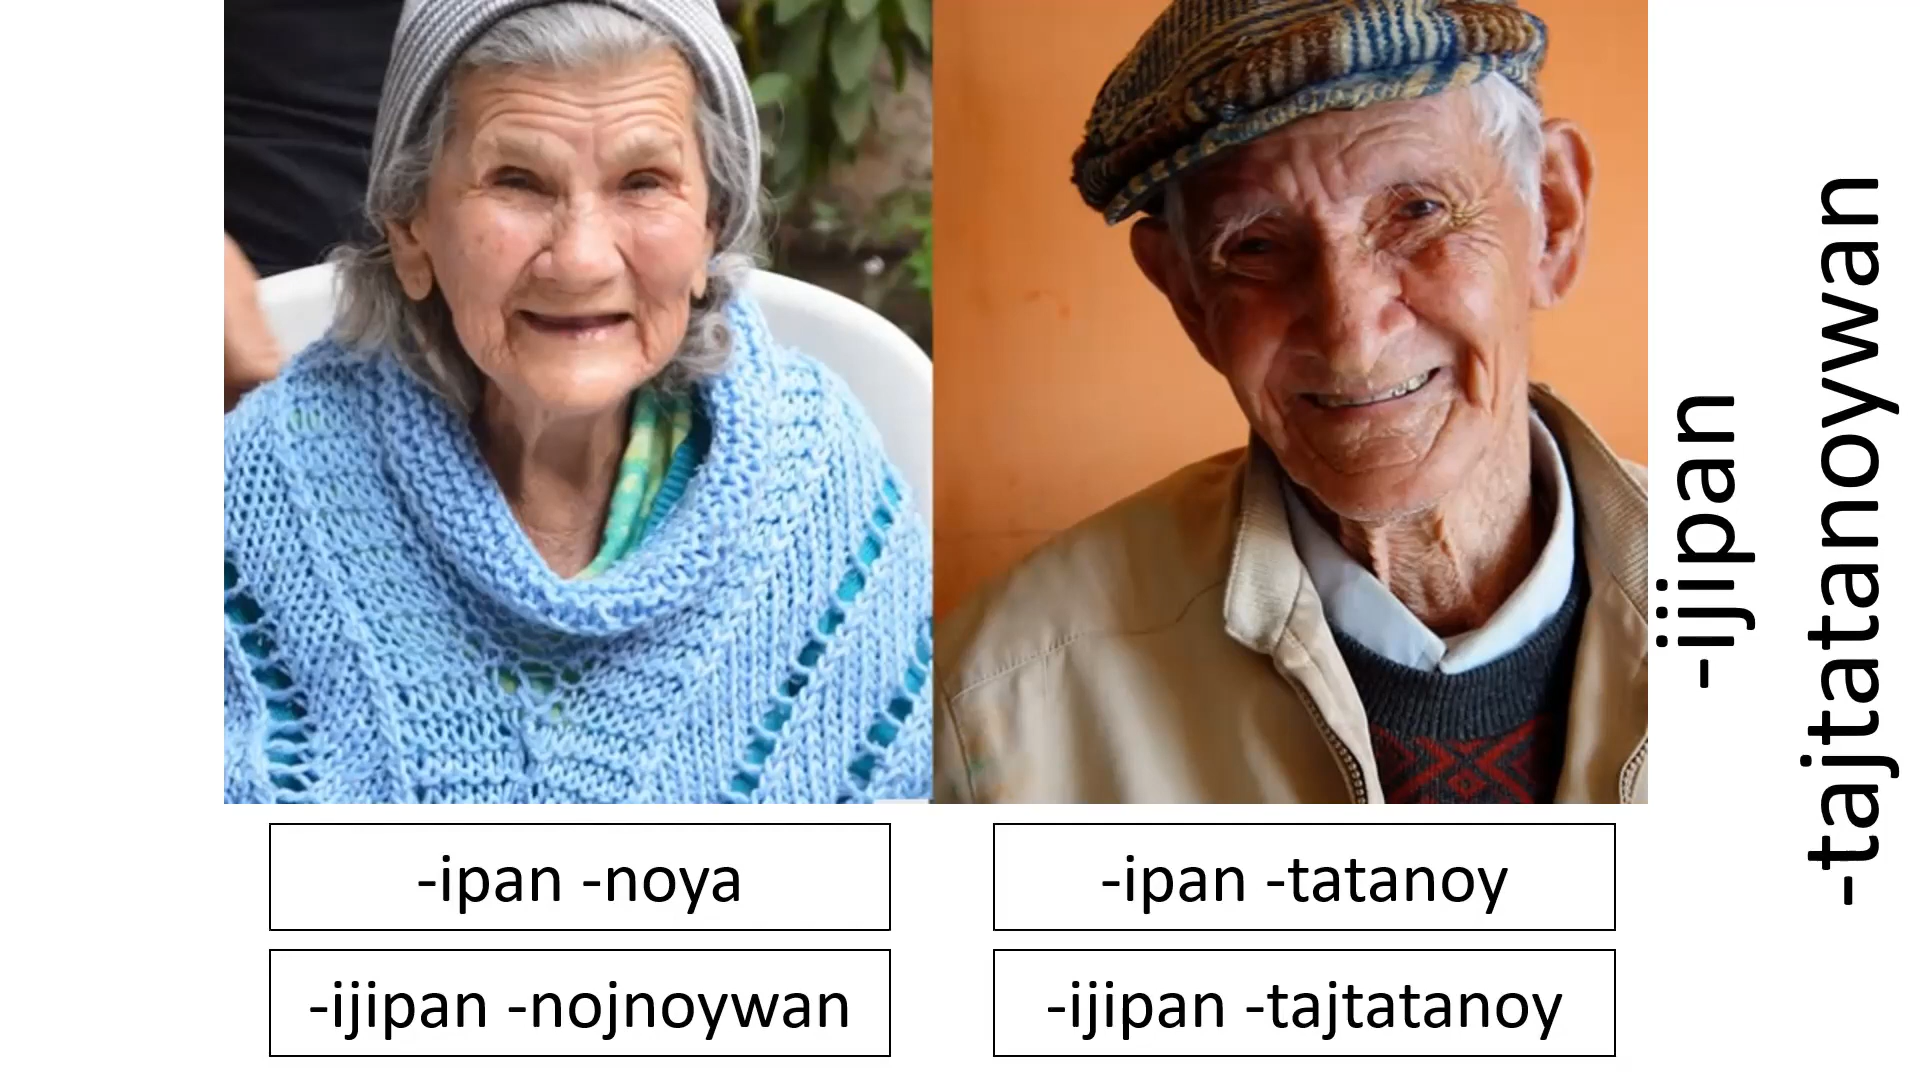 -ipan -noya
-ijipan -nojnoywan
-ipan -tatanoy
-ijipan -tajtatanoy
-ijipan
-tajtatanoywan